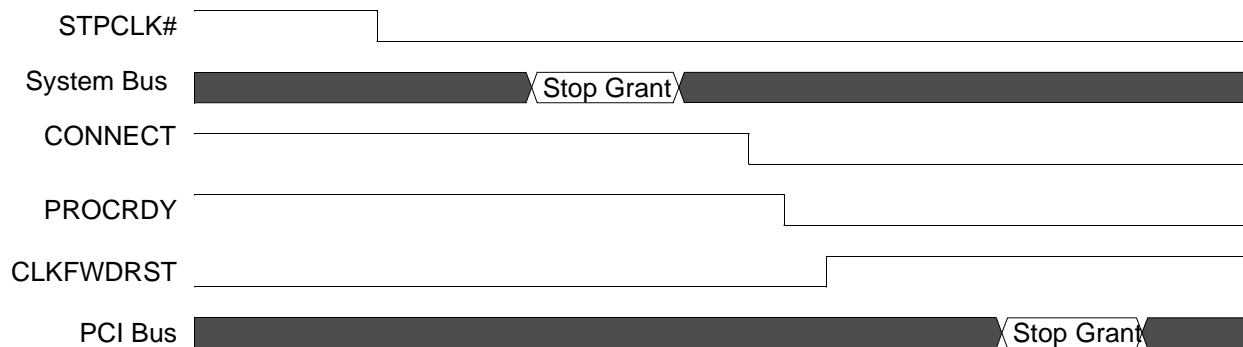 STPCLK#
System Bus Stop Grant
CONNECT
PROCRDY
CLKFWDRST
PCI Bus Stop Grant